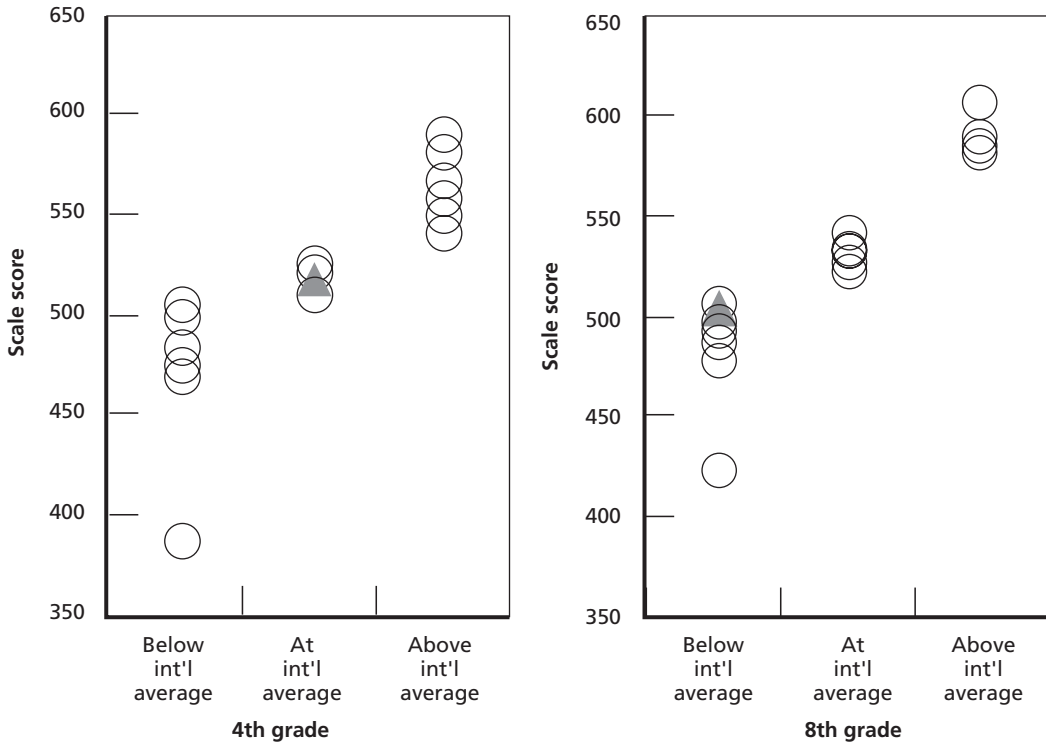 650
600
550
500
450
400
350
Scale score
Below
int'l
average
At
int'l
average
Above
int'l
average
4th grade
650
600
550
500
450
400
350
Scale score
Below
int'l
average
At
int'l
average
Above
int'l
average
8th grade